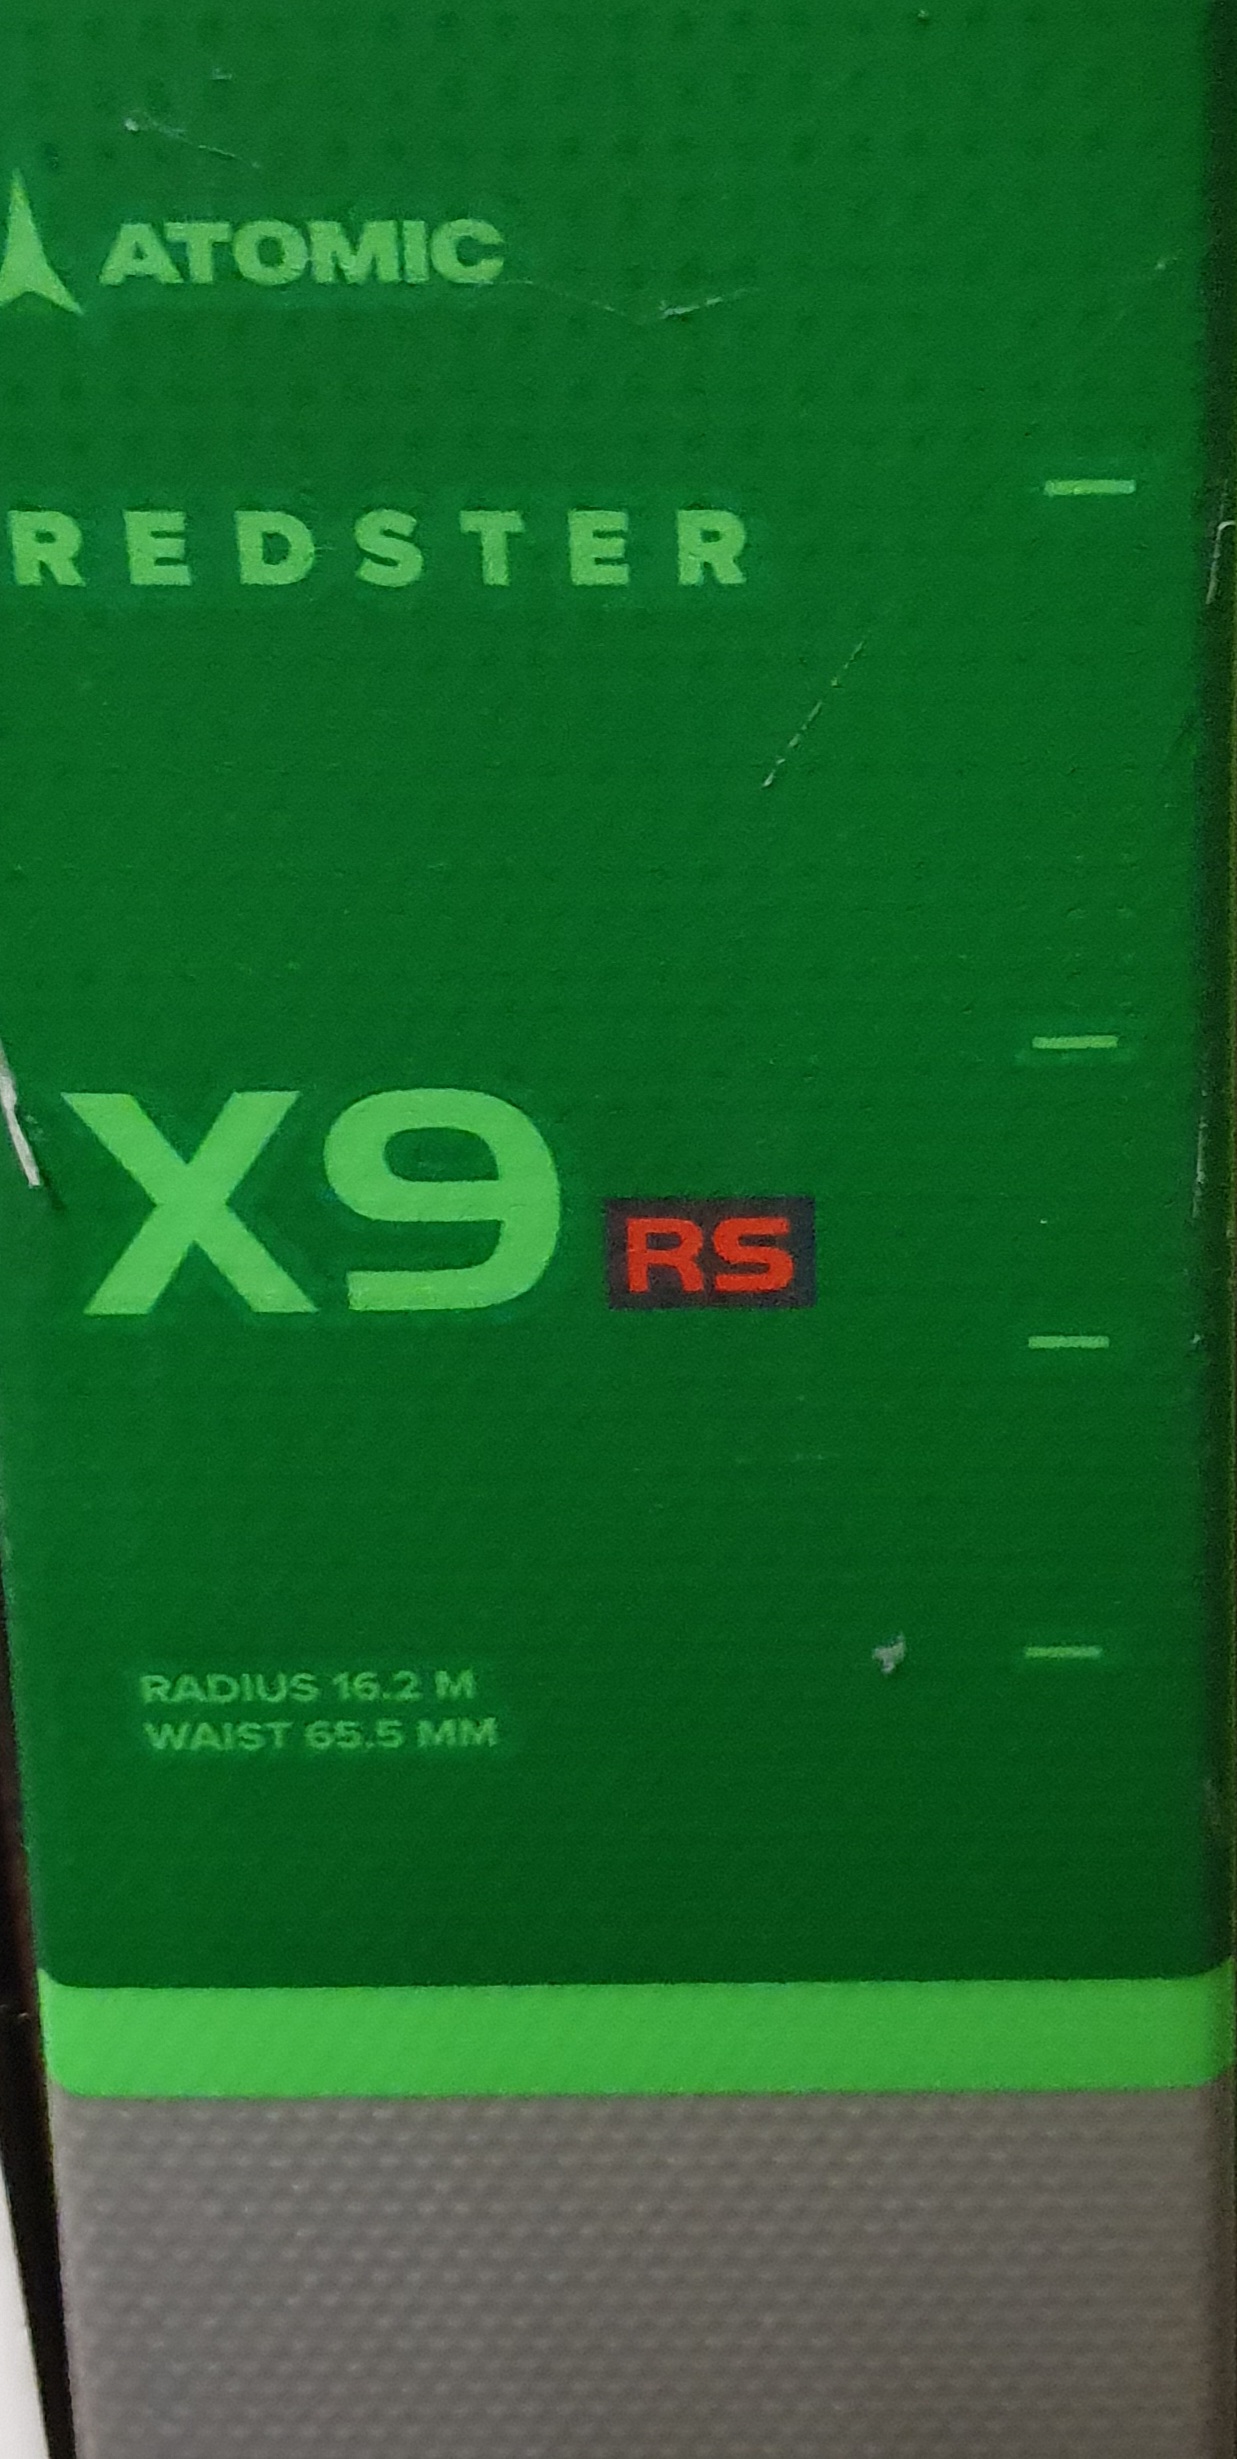 ATOMIC
REDSTER
X9 RS
RADIUS 16.2 M
WAIST 65.5 MM